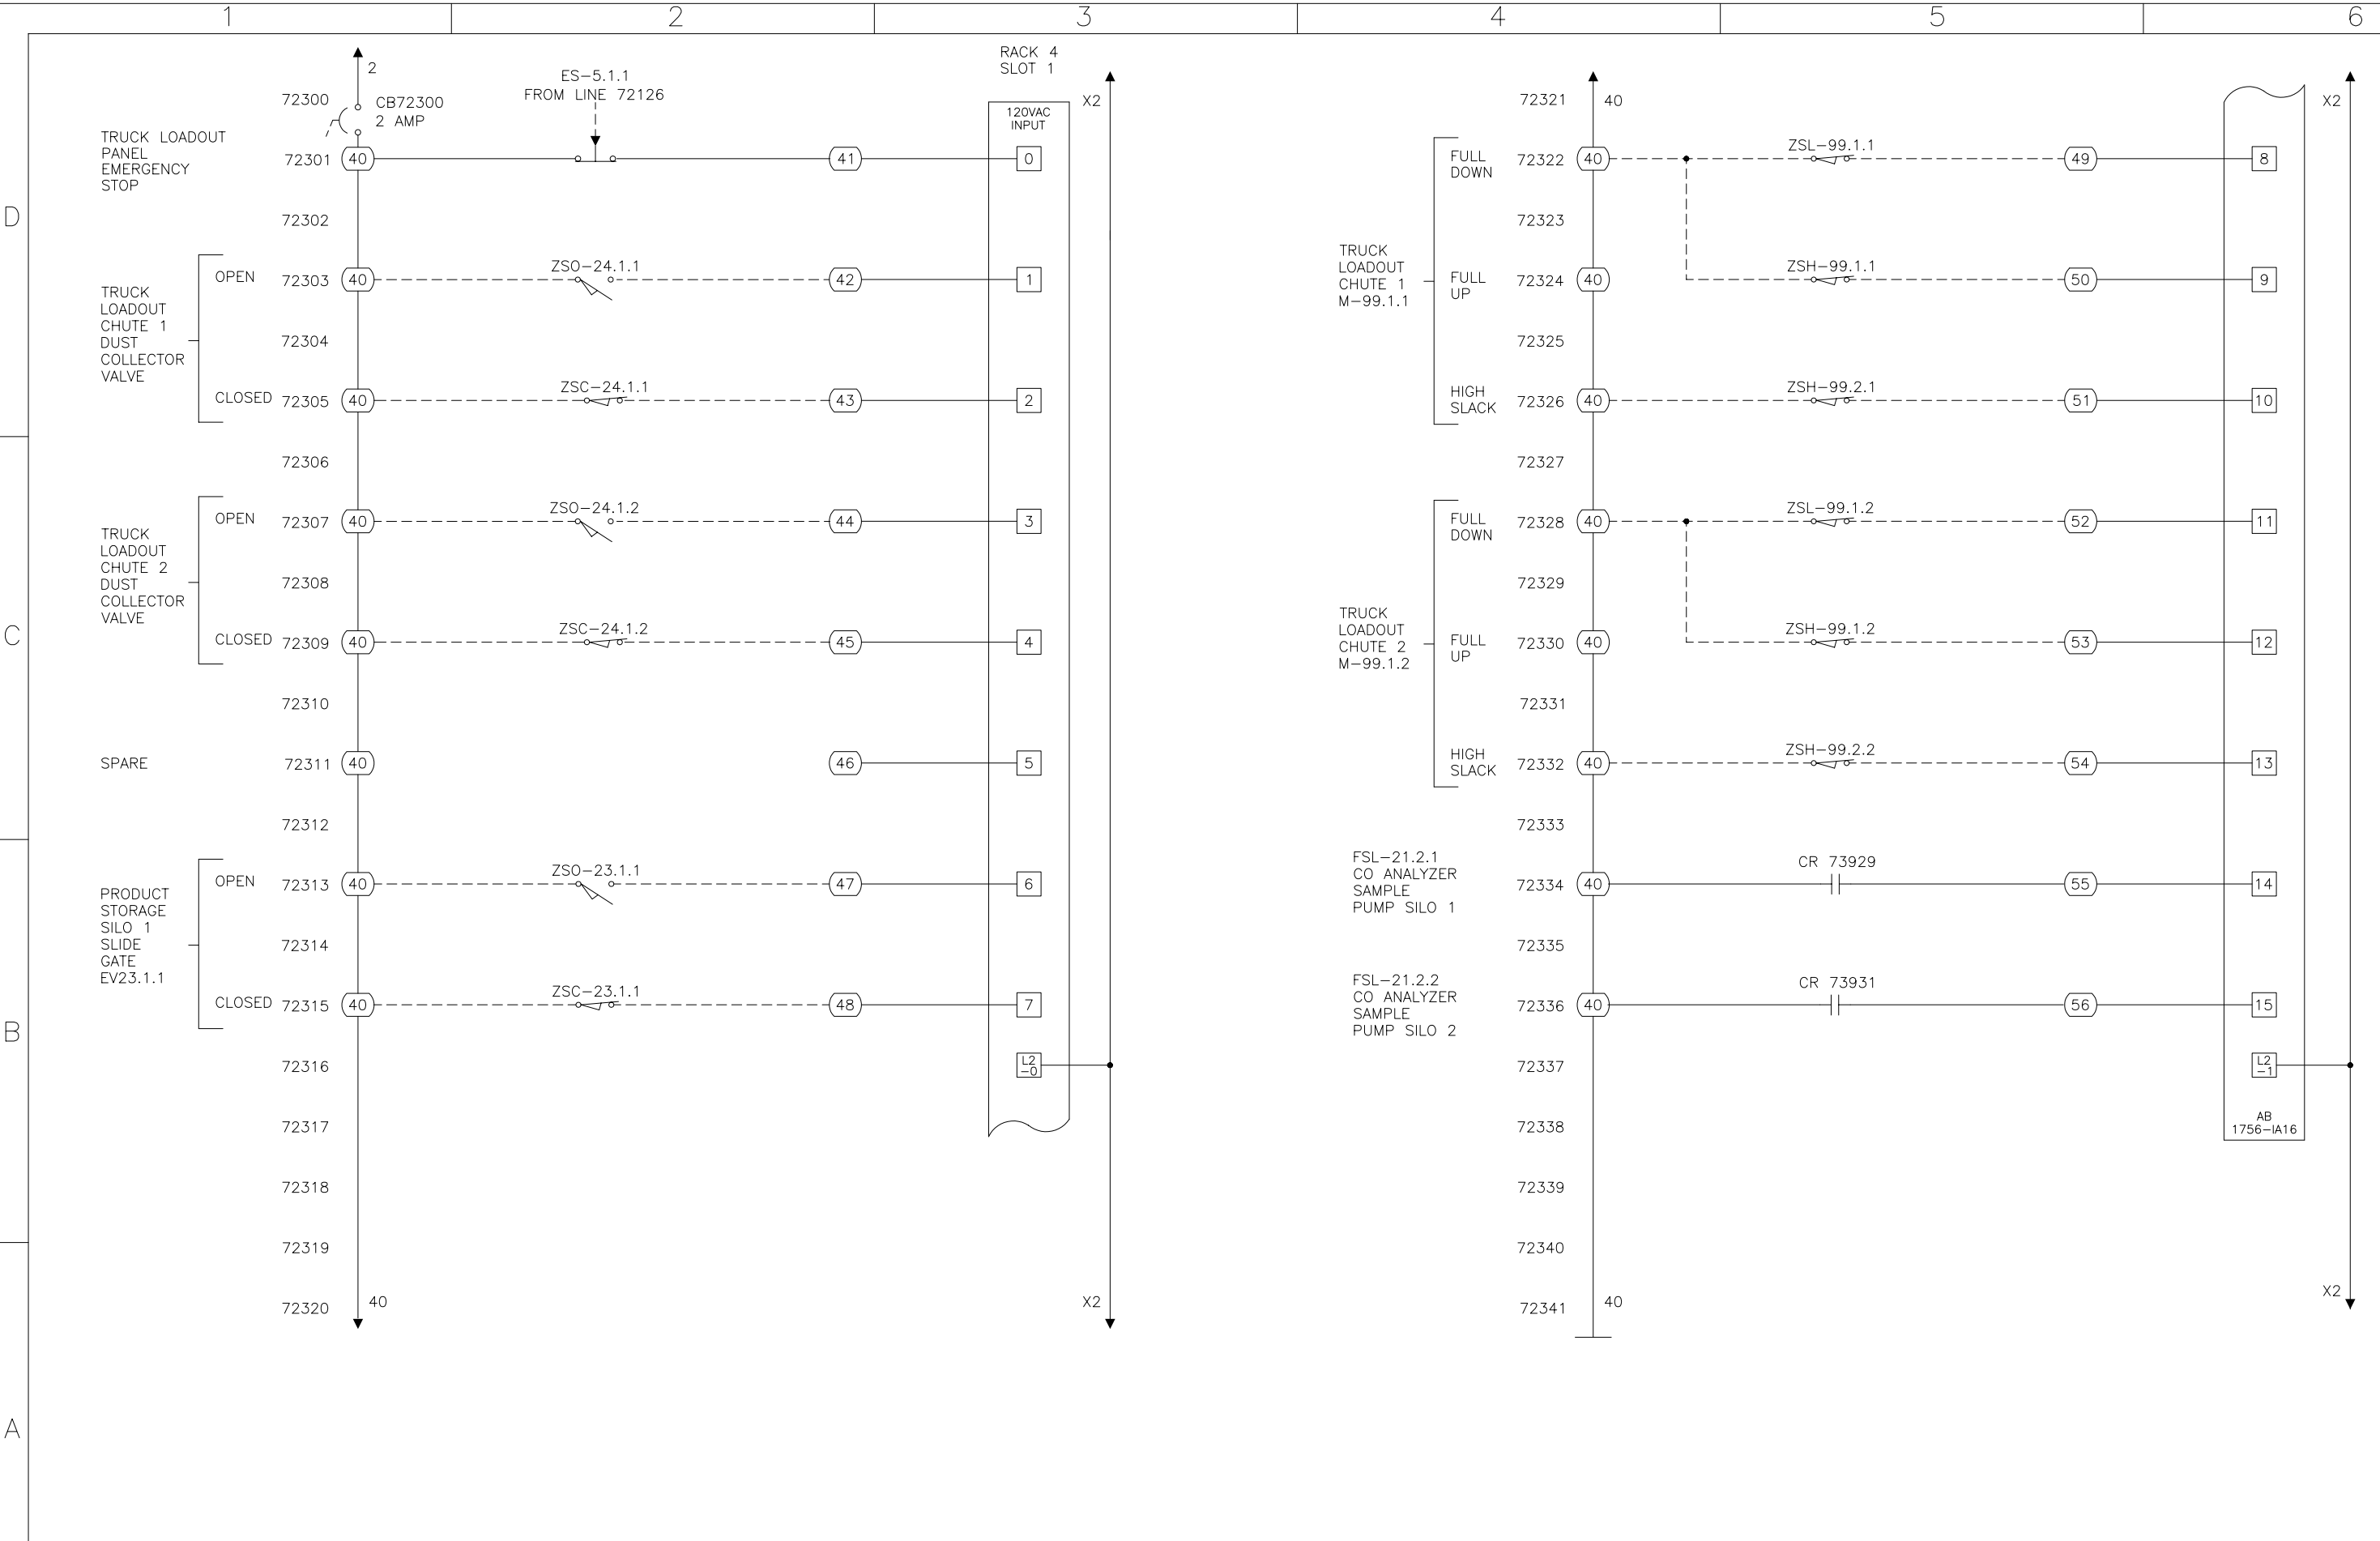 1
2
3
4
5
6
D
C
B
A
2
72300
CB72300
2 AMP
ES-5.1.1
FROM LINE 72126
RACK 4
SLOT 1
120VAC
INPUT
X2
TRUCK LOADOUT
PANEL
EMERGENCY
STOP
72301
40
41
0
72302
TRUCK
LOADOUT
CHUTE 1
DUST
COLLECTOR
VALVE
OPEN
72303
40
ZSO-24.1.1
42
1
72304
CLOSED
72305
40
ZSC-24.1.1
43
2
72306
TRUCK
LOADOUT
CHUTE 2
DUST
COLLECTOR
VALVE
OPEN
72307
40
ZSO-24.1.2
44
3
72308
CLOSED
72309
40
ZSC-24.1.2
45
4
72310
SPARE
72311
40
46
5
72312
PRODUCT
STORAGE
SILO 1
SLIDE
GATE
EV23.1.1
OPEN
72313
40
ZSO-23.1.1
47
6
72314
CLOSED
72315
40
ZSC-23.1.1
48
7
72316
L2
-0
72317
72318
72319
72320
40
X2
72321
40
X2
TRUCK
LOADOUT
CHUTE 1
M-99.1.1
FULL
DOWN
72322
40
ZSL-99.1.1
49
8
72323
FULL
UP
72324
40
ZSH-99.1.1
50
9
72325
HIGH
SLACK
72326
40
ZSH-99.2.1
51
10
72327
TRUCK
LOADOUT
CHUTE 2
M-99.1.2
FULL
DOWN
72328
40
ZSL-99.1.2
52
11
72329
FULL
UP
72330
40
ZSH-99.1.2
53
12
72331
HIGH
SLACK
72332
40
ZSH-99.2.2
54
13
72333
FSL-21.2.1
CO ANALYZER
SAMPLE
PUMP SILO 1
72334
40
CR 73929
55
14
72335
FSL-21.2.2
CO ANALYZER
SAMPLE
PUMP SILO 2
72336
40
CR 73931
56
15
72337
L2
-1
72338
AB
1756-IA16
72339
72340
72341
40
X2